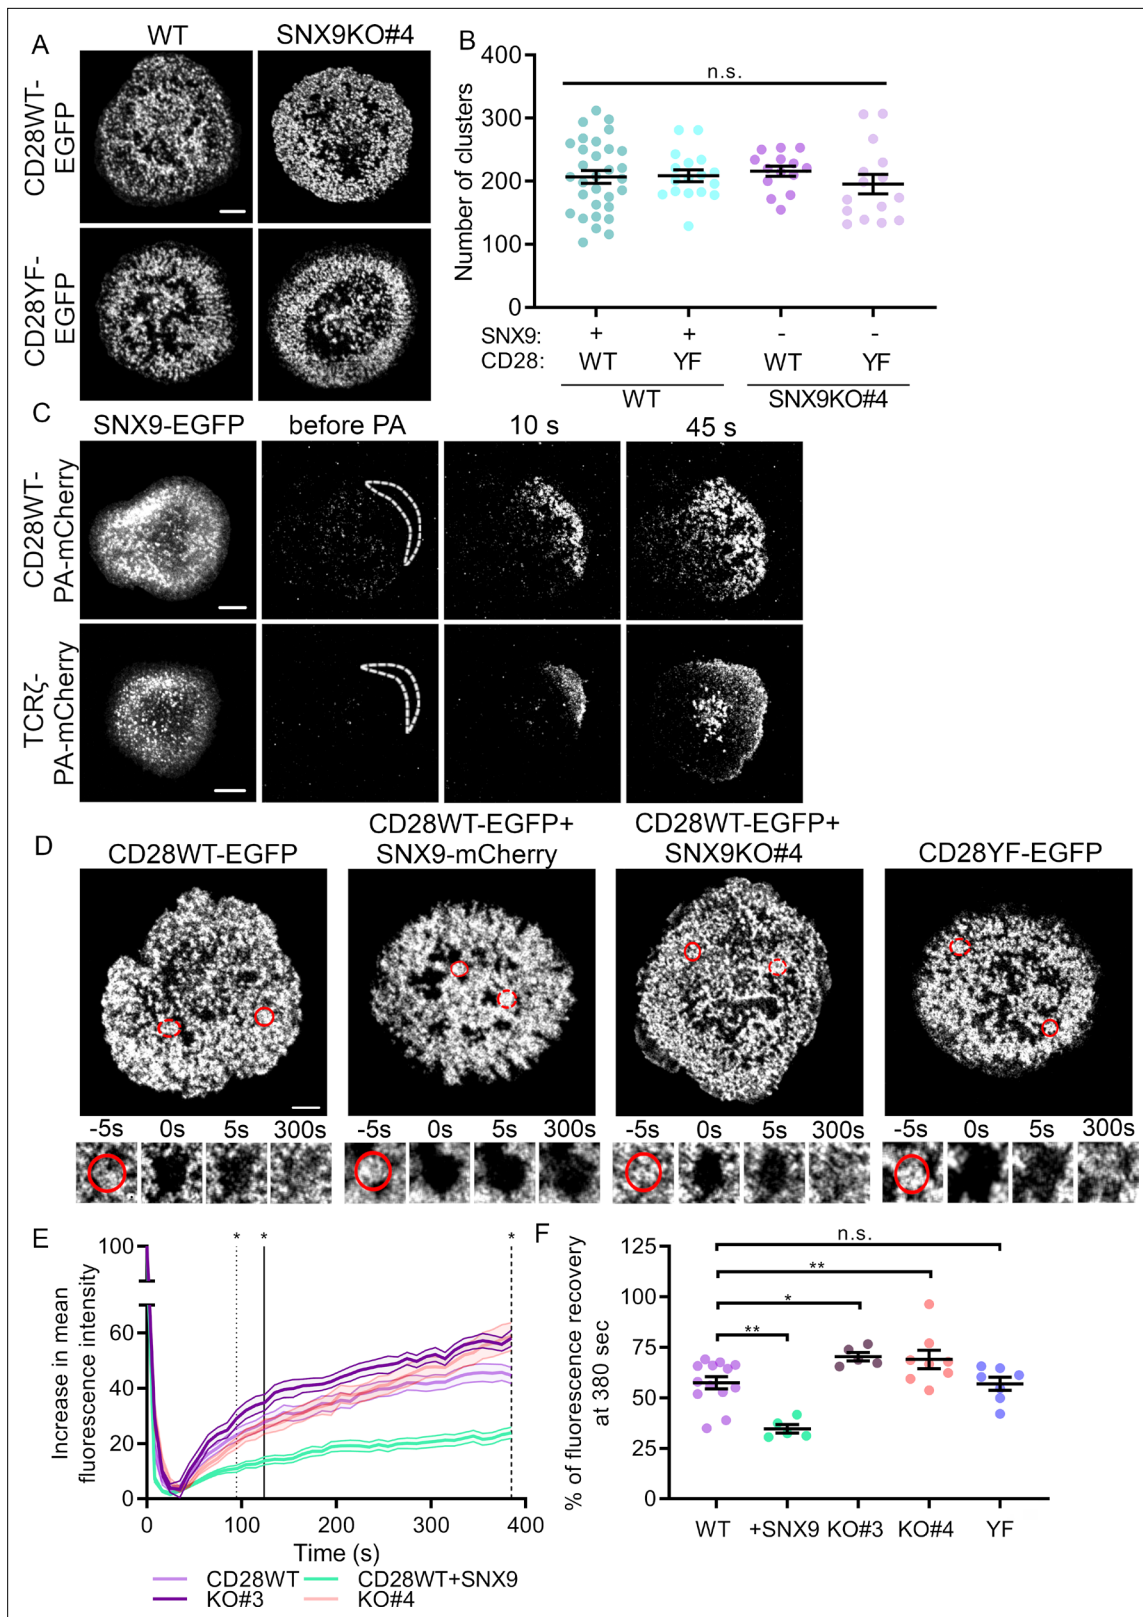 A
WT
SNX9KO#4
CD28WT-
EGFP
CD28YF-
EGFP
B
n.s.
400
300
200
100
0
Number of clusters
SNX9: + + - -
CD28: WT YF WT YF
WT SNX9KO#4
C
SNX9-EGFP before PA 10 s 45 s
CD28WT-
PA-mCherry
TCRζ-
PA-mCherry
D
CD28WT-EGFP
CD28WT-EGFP+
SNX9-mCherry
CD28WT-EGFP+
SNX9KO#4
CD28YF-EGFP
-5s 0s 5s 300s
-5s 0s 5s 300s
-5s 0s 5s 300s
-5s 0s 5s 300s
E
* * *
100
60
40
20
0
Increase in mean
fluorescence intensity
0 100 200 300 400
Time (s)
CD28WT CD28WT+SNX9
KO#3 KO#4
F
n.s.
**
*
**
125
100
75
50
25
0
% of fluorescence recovery
at 380 sec
WT +SNX9 KO#3 KO#4 YF